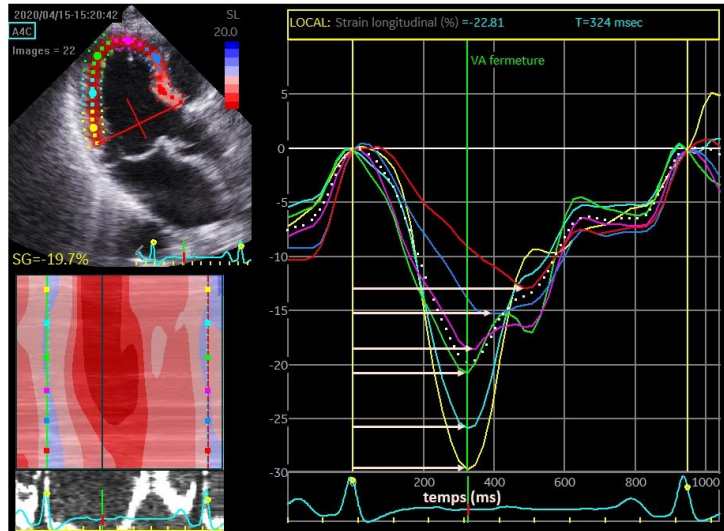 2020/04/15-15:20:42
A4C
Images = 22
SL
20.0
SG=-19.7%
LOCAL: Strain longitudinal (%) =-22.81 T=324 msec
VA fermeture
5
0
-5
-10
-15
-20
-25
-30
temps (ms)
0 200 400 600 800 1000